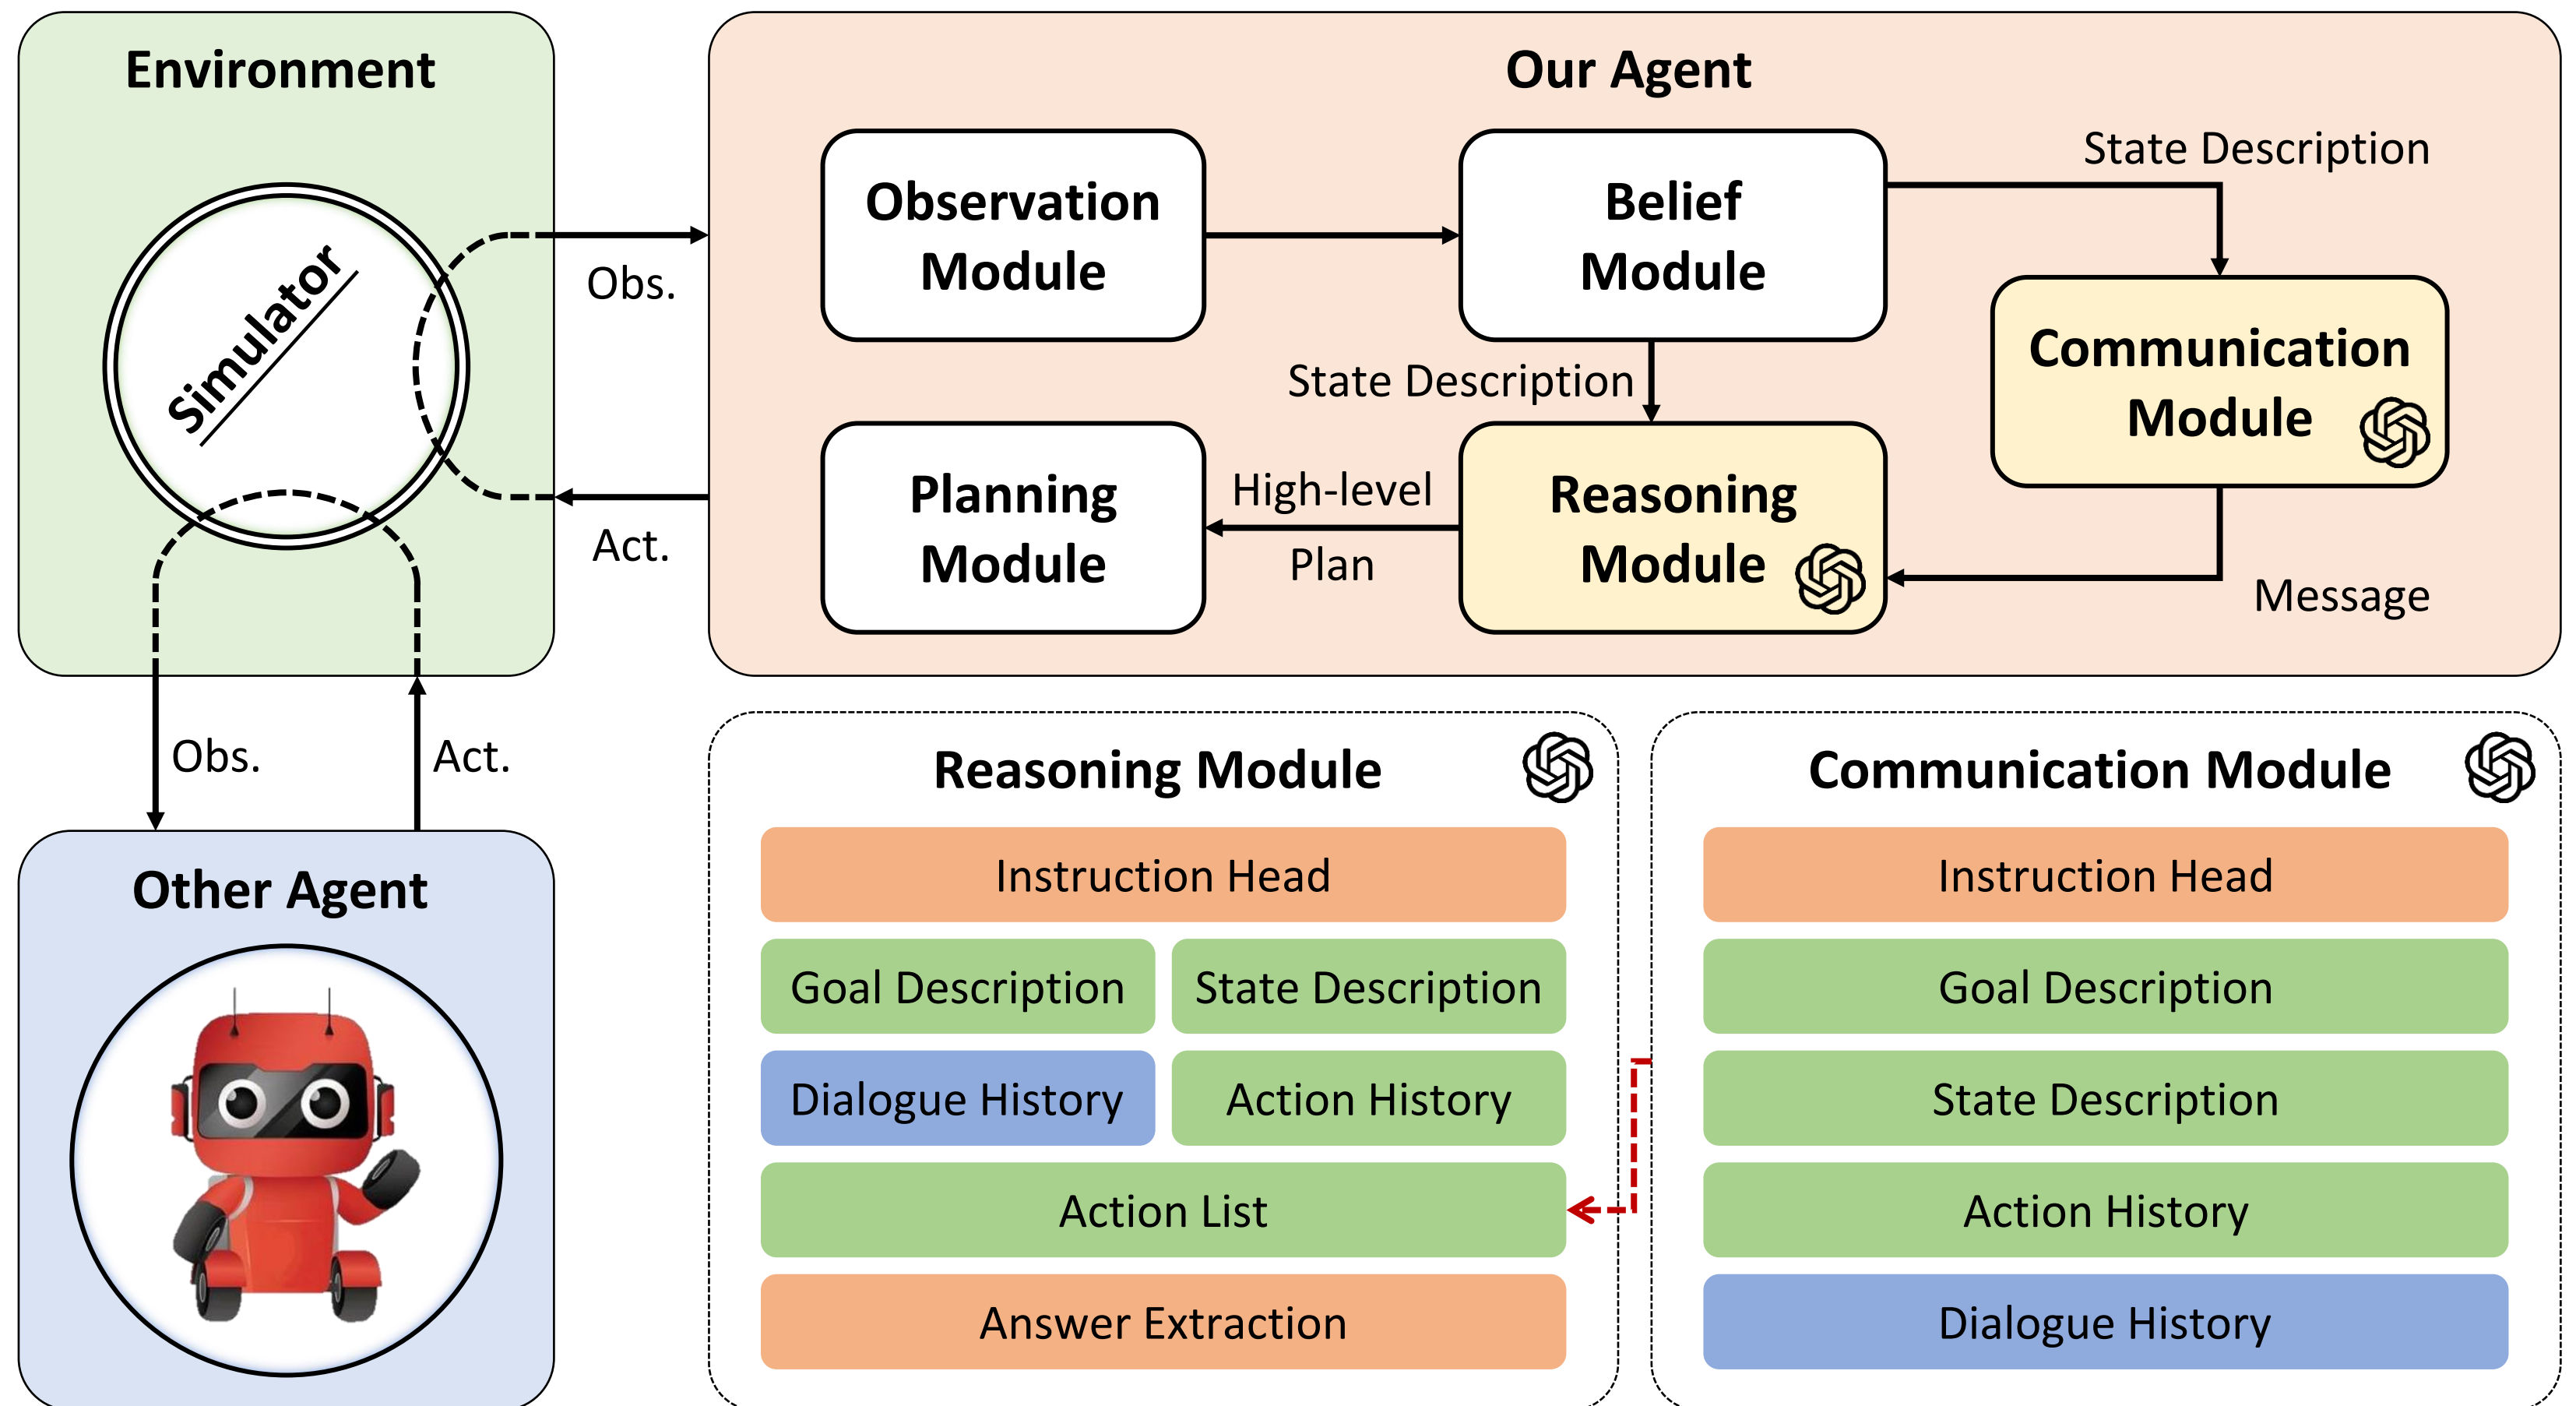 Environment
Simulator
Obs.
Act.
Obs.
Act.
Other Agent
Our Agent
Observation
Module
Belief
Module
State Description
Communication
Module
State Description
Planning
Module
High-level
Plan
Reasoning
Module
Message
Reasoning Module
Instruction Head
Goal Description
State Description
Dialogue History
Action History
Action List
Answer Extraction
Communication Module
Instruction Head
Goal Description
State Description
Action History
Dialogue History